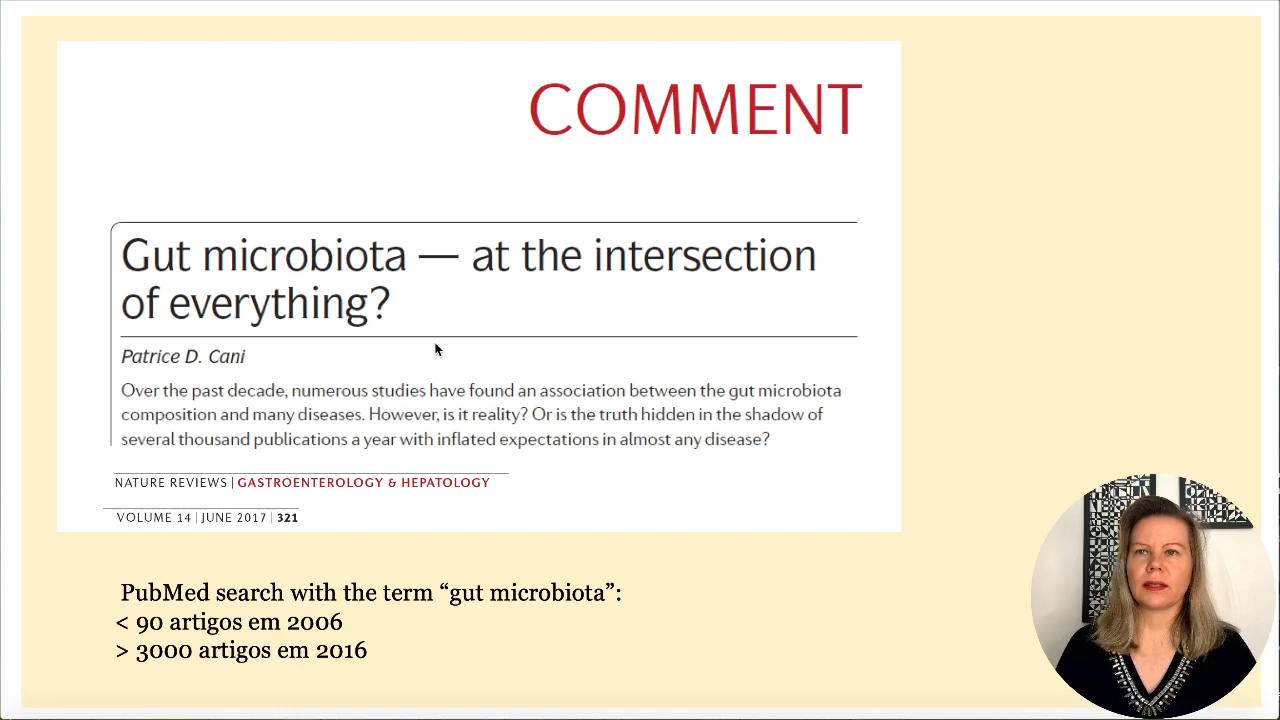 COMMENT
Gut microbiota — at the intersection
of everything?
Patrice D. Cani
Over the past decade, numerous studies have found an association between the gut microbiota
composition and many diseases. However, is it reality? Or is the truth hidden in the shadow of
several thousand publications a year with inflated expectations in almost any disease?
NATURE REVIEWS | GASTROENTEROLOGY & HEPATOLOGY
VOLUME 14 | JUNE 2017 | 321
PubMed search with the term “gut microbiota”:
< 90 artigos em 2006
> 3000 artigos em 2016